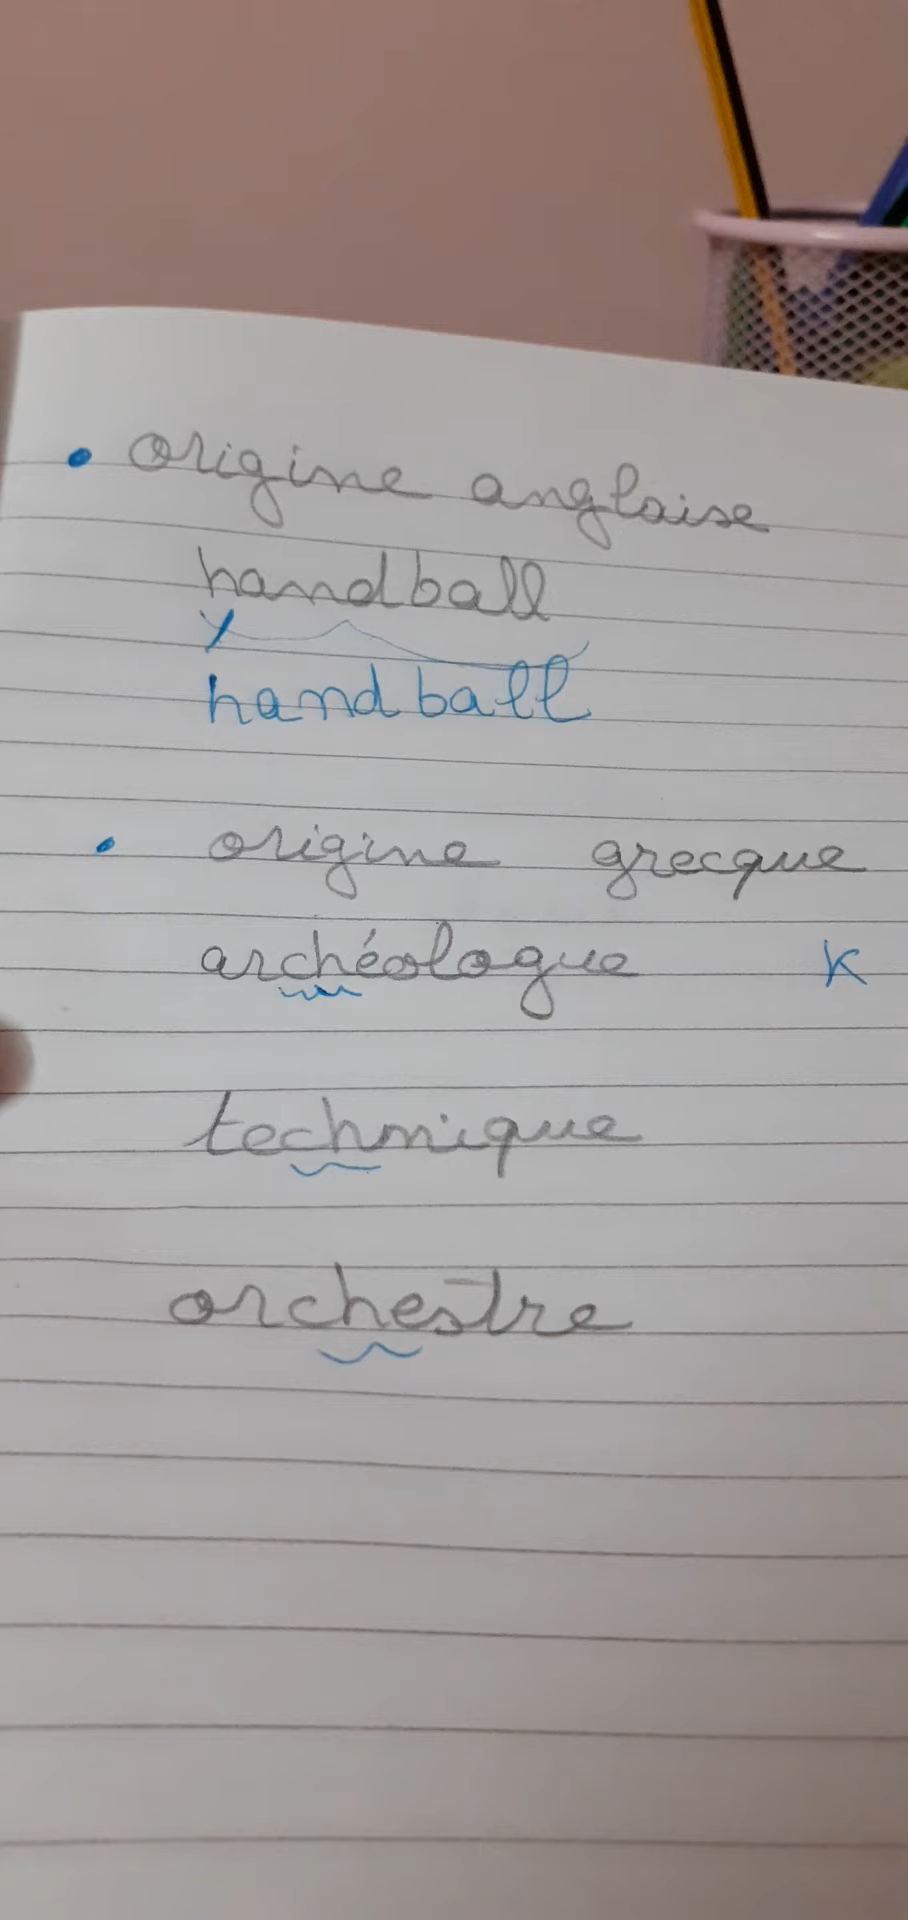 • origine anglaise
handball
handball
• origine grecque
archéologue K
technique
orchestre